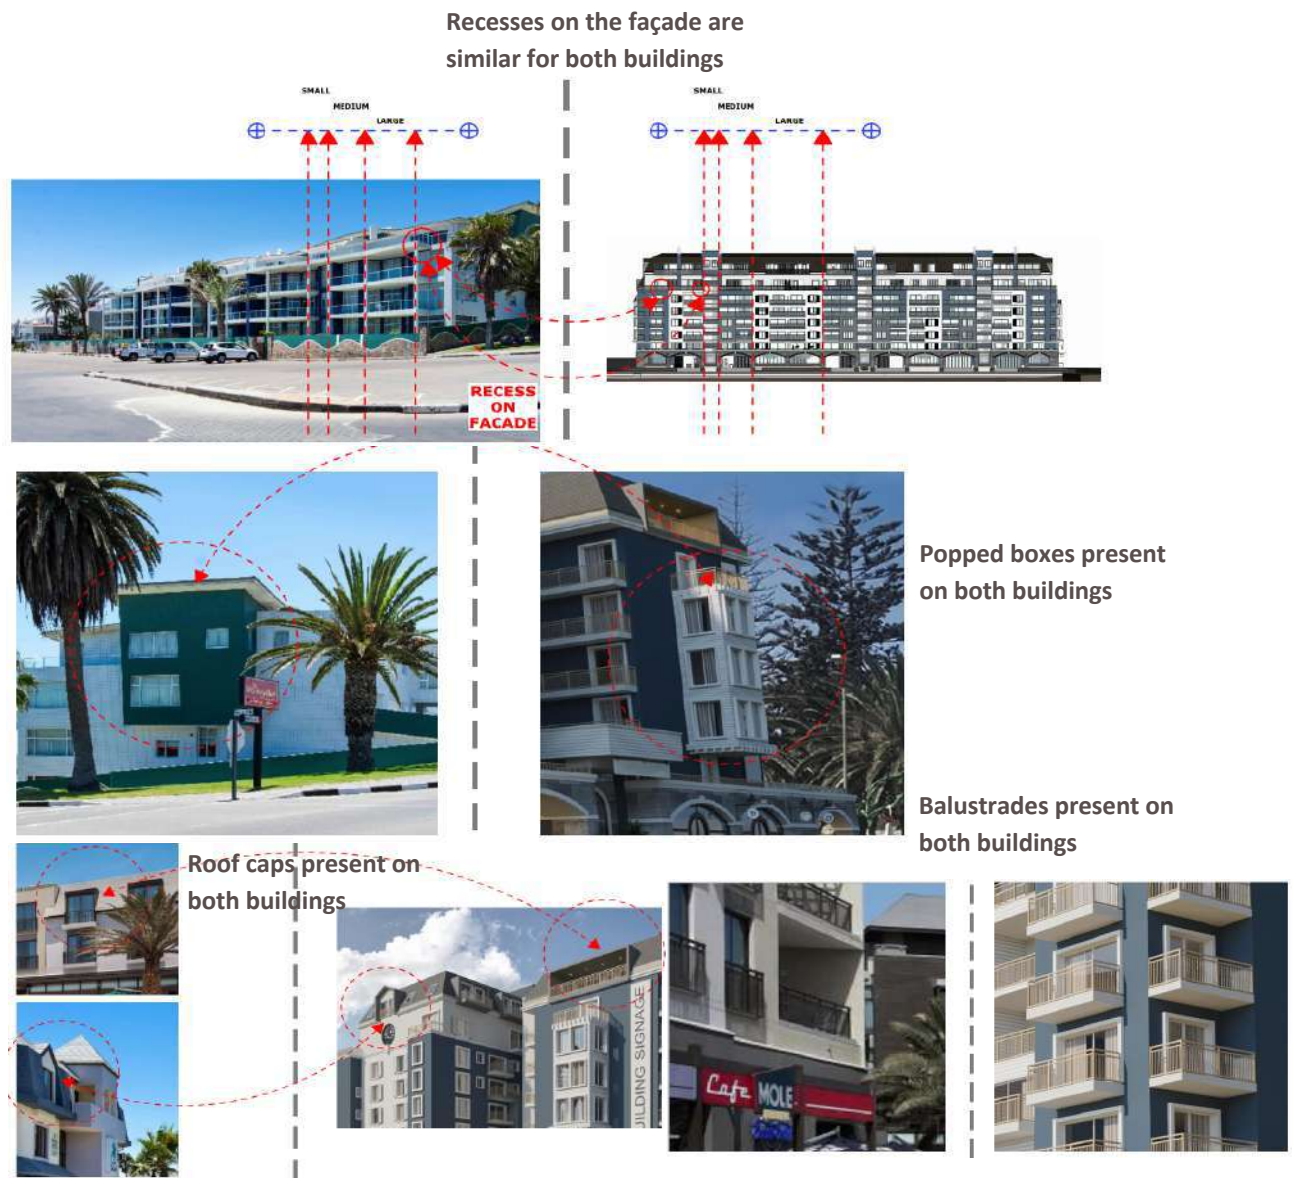 Recesses on the façade are
similar for both buildings
SMALL
MEDIUM
LARGE
SMALL
MEDIUM
LARGE
RECESS
ON
FACADE
Popped boxes present
on both buildings
Balustrades present on
both buildings
Roof caps present on
both buildings
UILDING SIGNAGE
Cafe MOLE